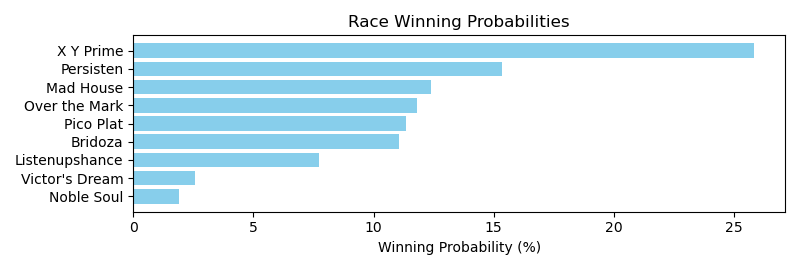 Race Winning Probabilities
X Y Prime
Persisten
Mad House
Over the Mark
Pico Plat
Bridoza
Listenupshance
Victor's Dream
Noble Soul
0 5 10 15 20 25
Winning Probability (%)